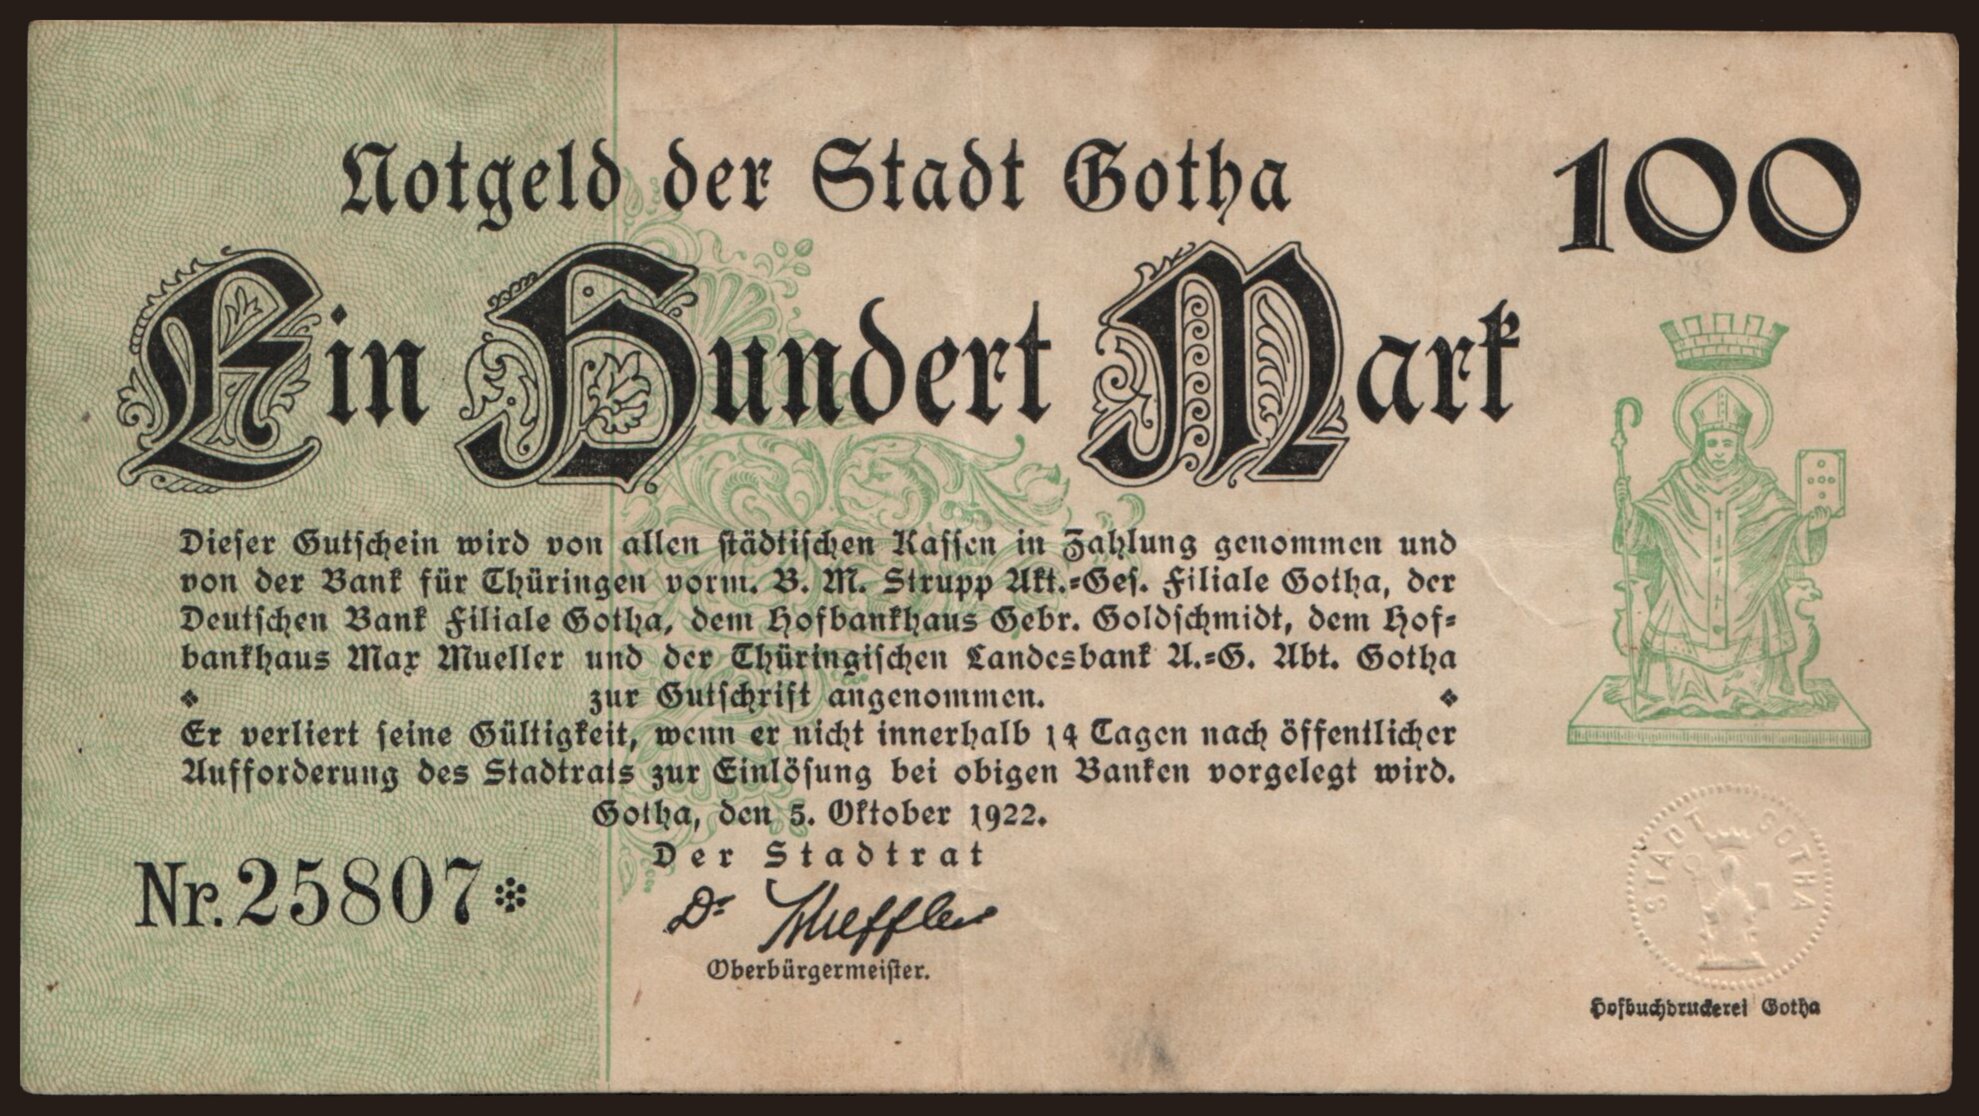 Notgeld der Stadt Gotha
100
Ein Hundert Mark
Dieser Gutschein wird von allen städtischen Kassen in Zahlung genommen und
von der Bank für Thüringen vorm. B. M. Strupp Akt.=Ges. Filiale Gotha, der
Deutschen Bank Filiale Gotha, dem Hofbankhaus Gebr. Goldschmidt, dem Hof=
bankhaus Max Mueller und der Thüringischen Landesbank A.=G. Abt. Gotha
zur Gutschrift angenommen.
Er verliert seine Gültigkeit, wenn er nicht innerhalb 14 Tagen nach öffentlicher
Aufforderung des Stadtrats zur Einlösung bei obigen Banken vorgelegt wird.
Gotha, den 5. Oktober 1922.
Der Stadtrat
Nr. 25807*
Dr
Oberbürgermeister.
STADT GOTHA
Hofbuchdruckerei Gotha